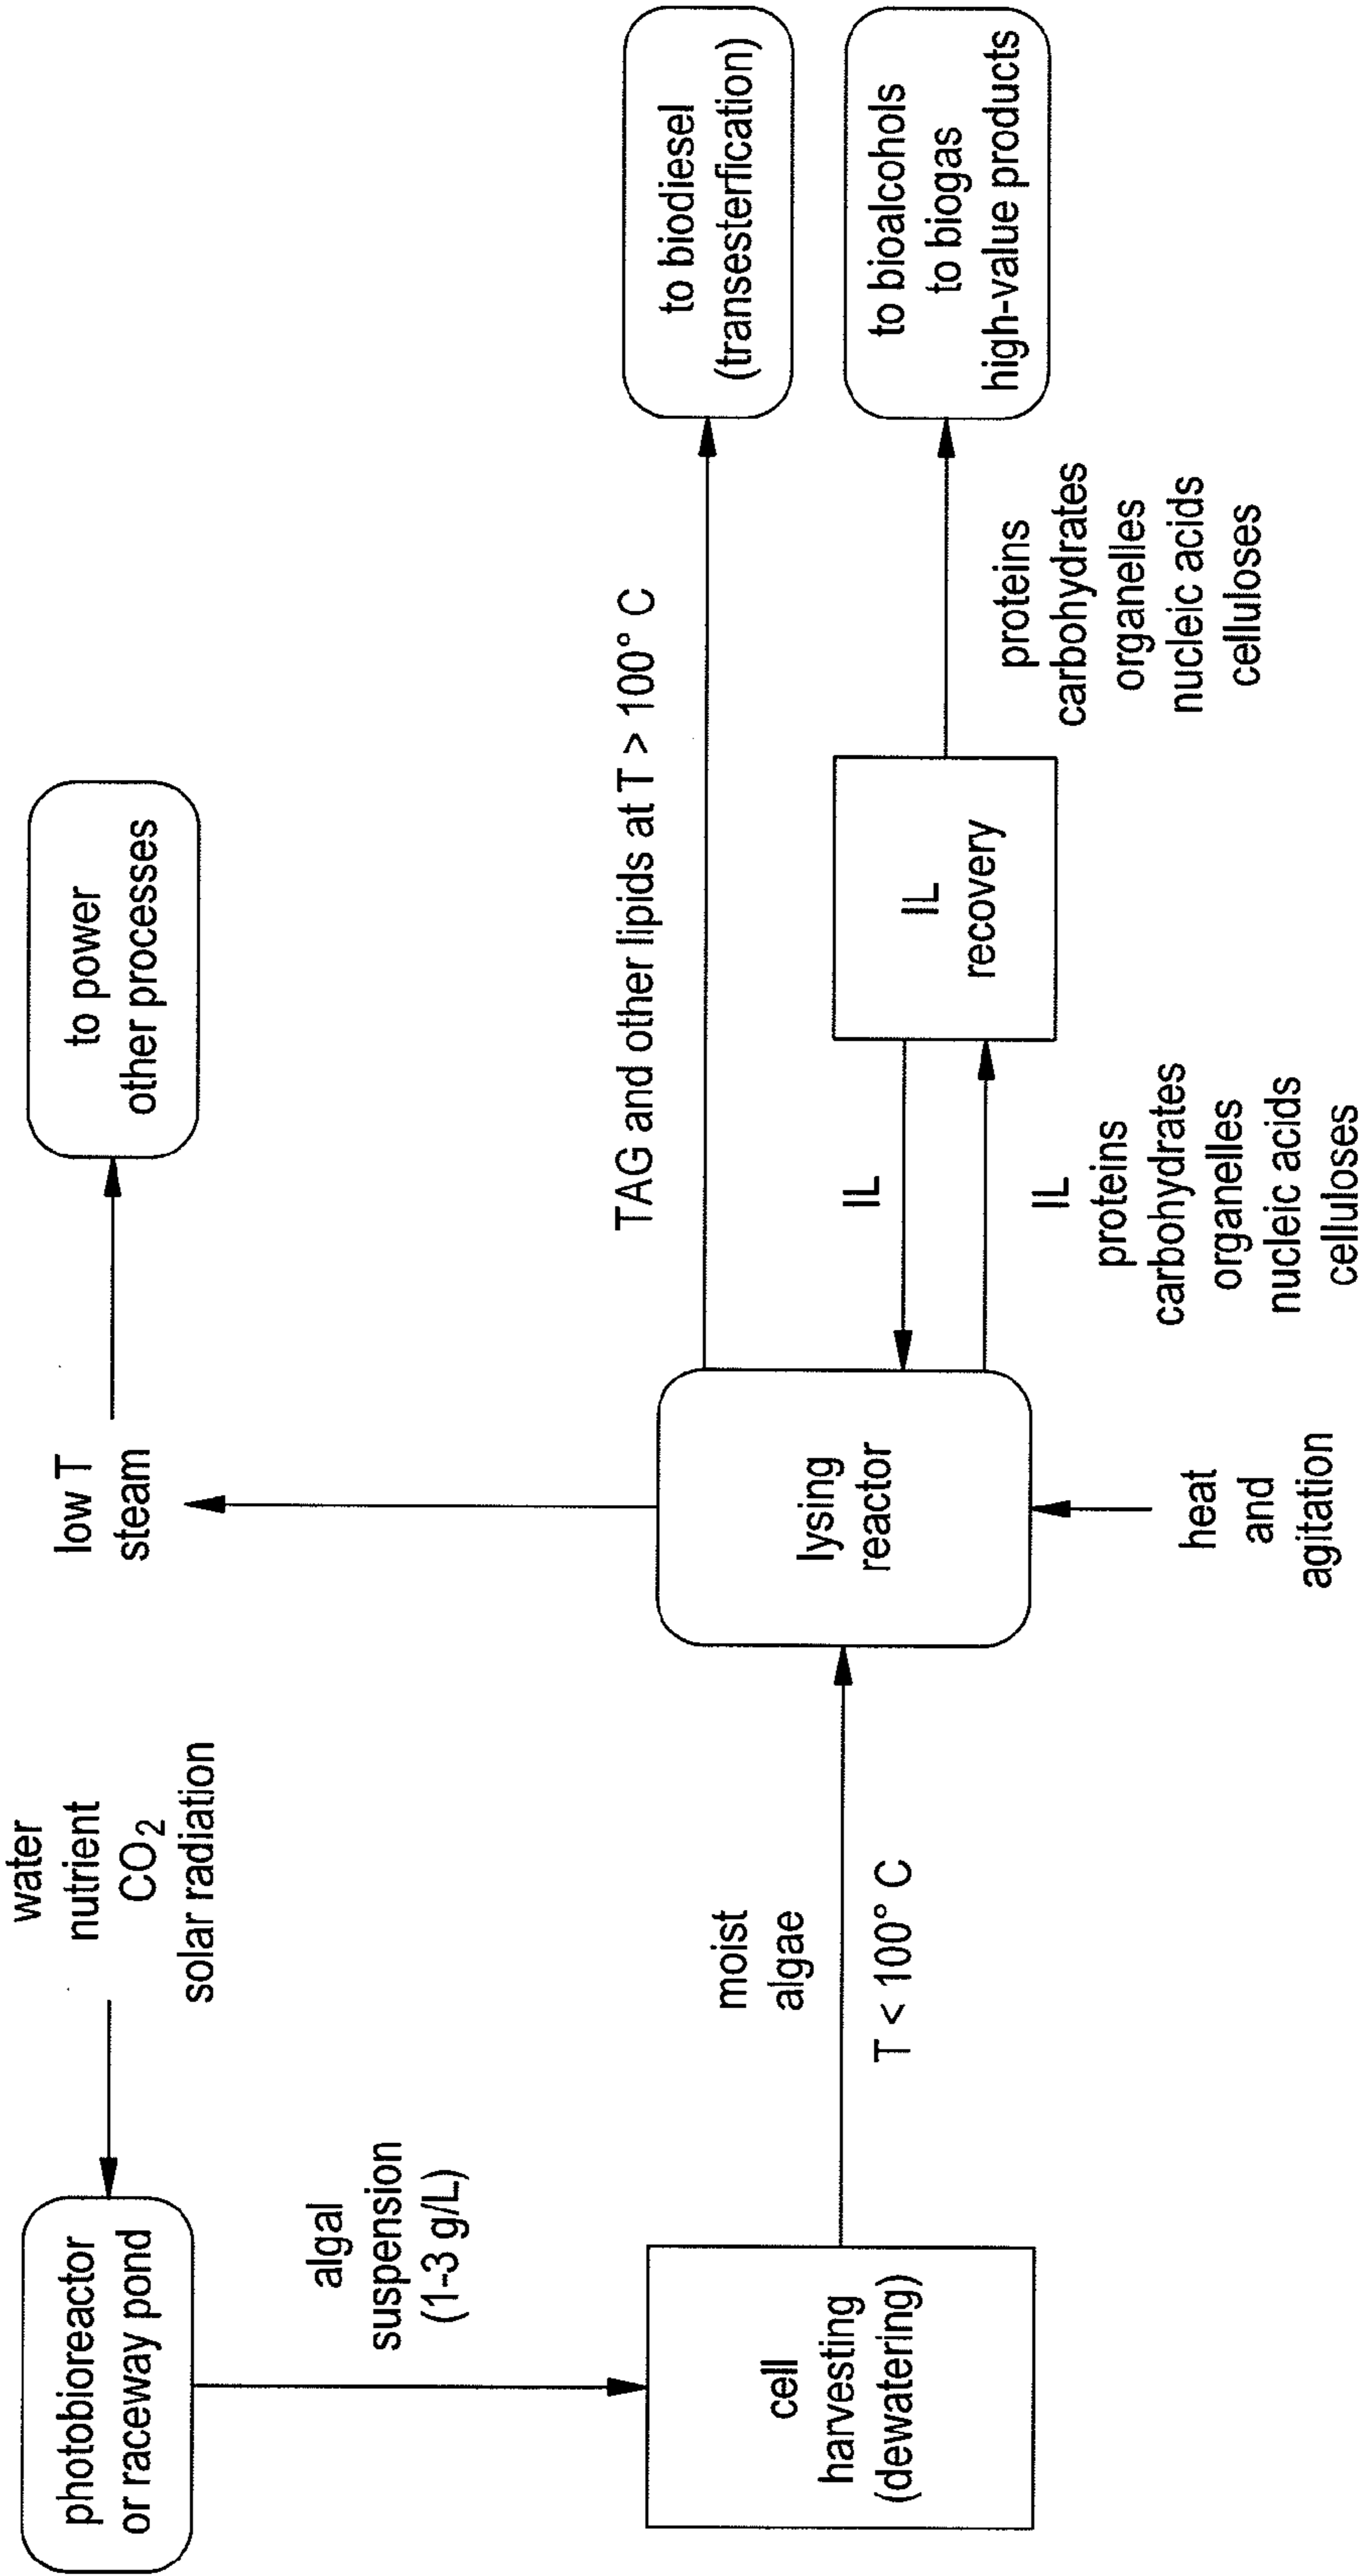 water
nutrient
CO₂
solar radiation
photobioreactor
or raceway pond
algal
suspension
(1-3 g/L)
cell
harvesting
(dewatering)
moist
algae
T < 100° C
low T
steam
to power
other processes
lysing
reactor
heat
and
agitation
TAG and other lipids at T > 100° C
IL
IL
proteins
carbohydrates
organelles
nucleic acids
celluloses
IL
recovery
proteins
carbohydrates
organelles
nucleic acids
celluloses
to biodiesel
(transesterfication)
to bioalcohols
to biogas
high-value products